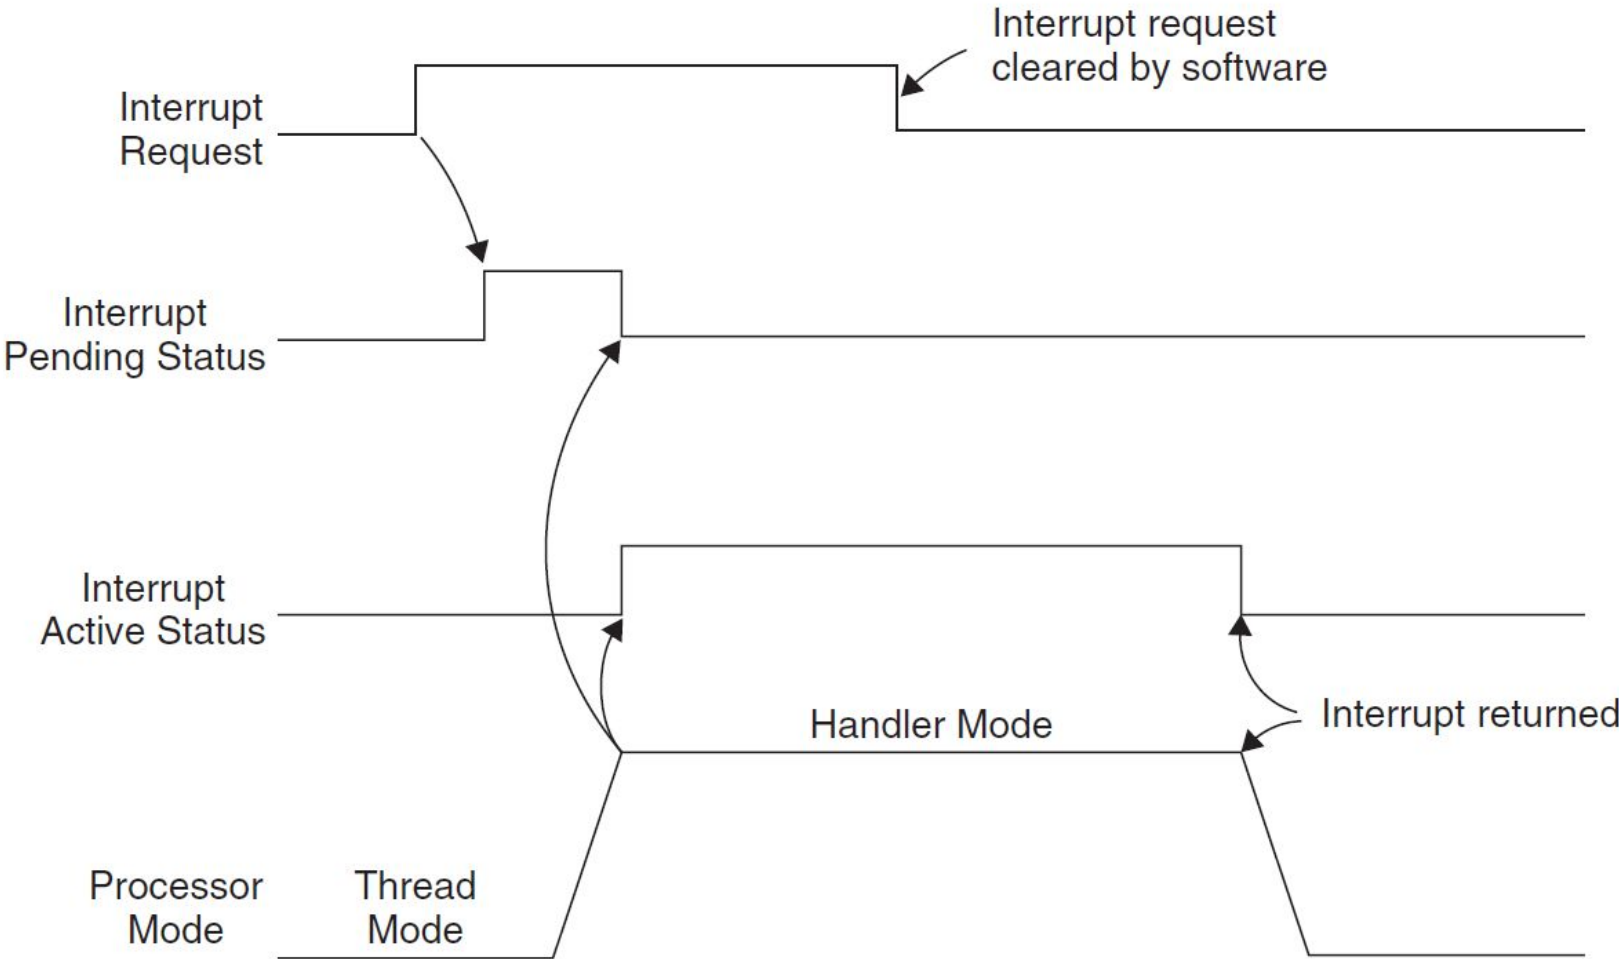 Interrupt request
cleared by software
Interrupt
Request
Interrupt
Pending Status
Interrupt
Active Status
Handler Mode
Interrupt returned
Processor
Mode
Thread
Mode